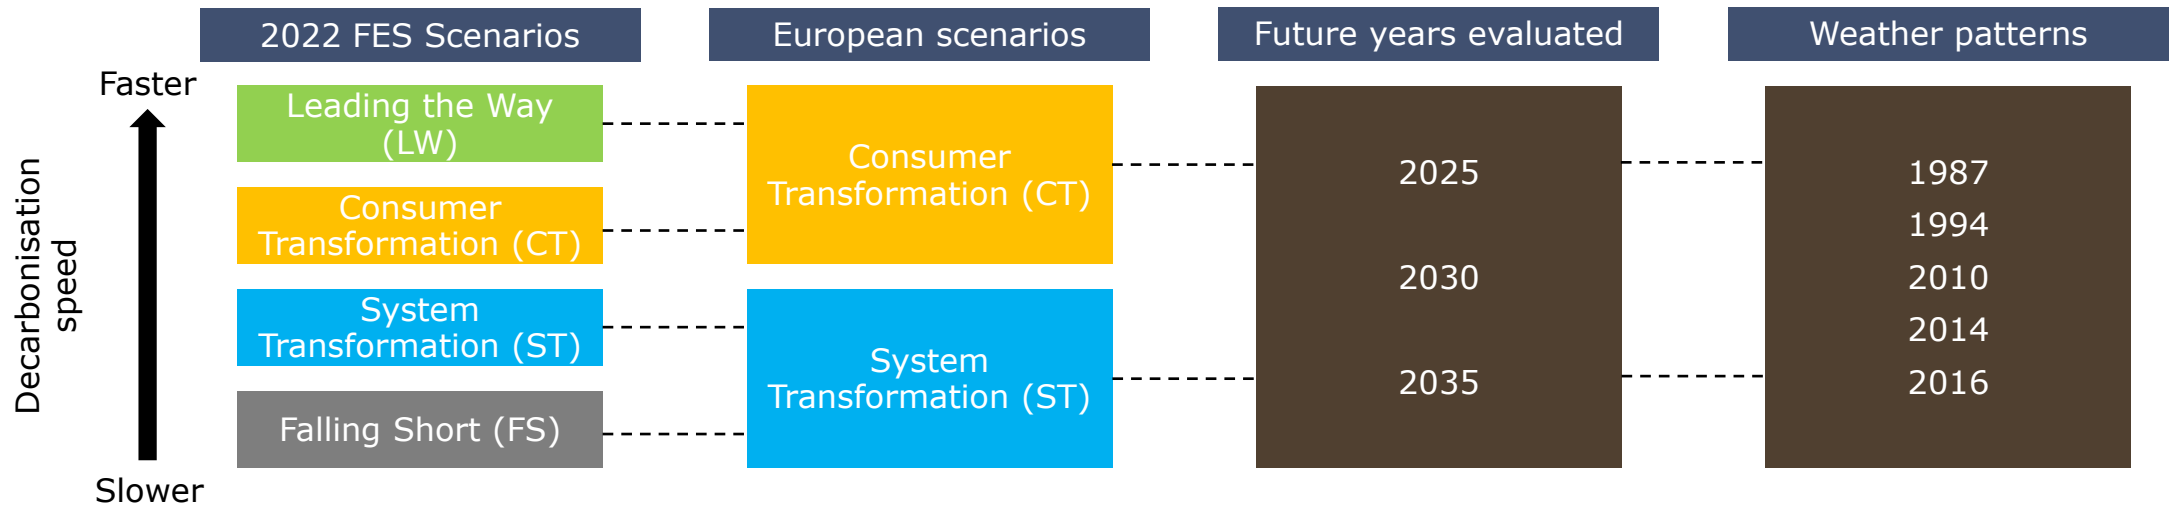 2022 FES Scenarios
European scenarios
Future years evaluated
Weather patterns
Faster
Decarbonisation
speed
Slower
Leading the Way
(LW)
Consumer
Transformation (CT)
System
Transformation (ST)
Falling Short (FS)
Consumer
Transformation (CT)
System
Transformation (ST)
2025
2030
2035
1987
1994
2010
2014
2016